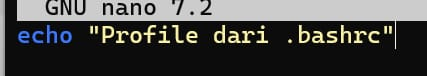 GNU nano 7.2
echo "Profile dari .bashrc"